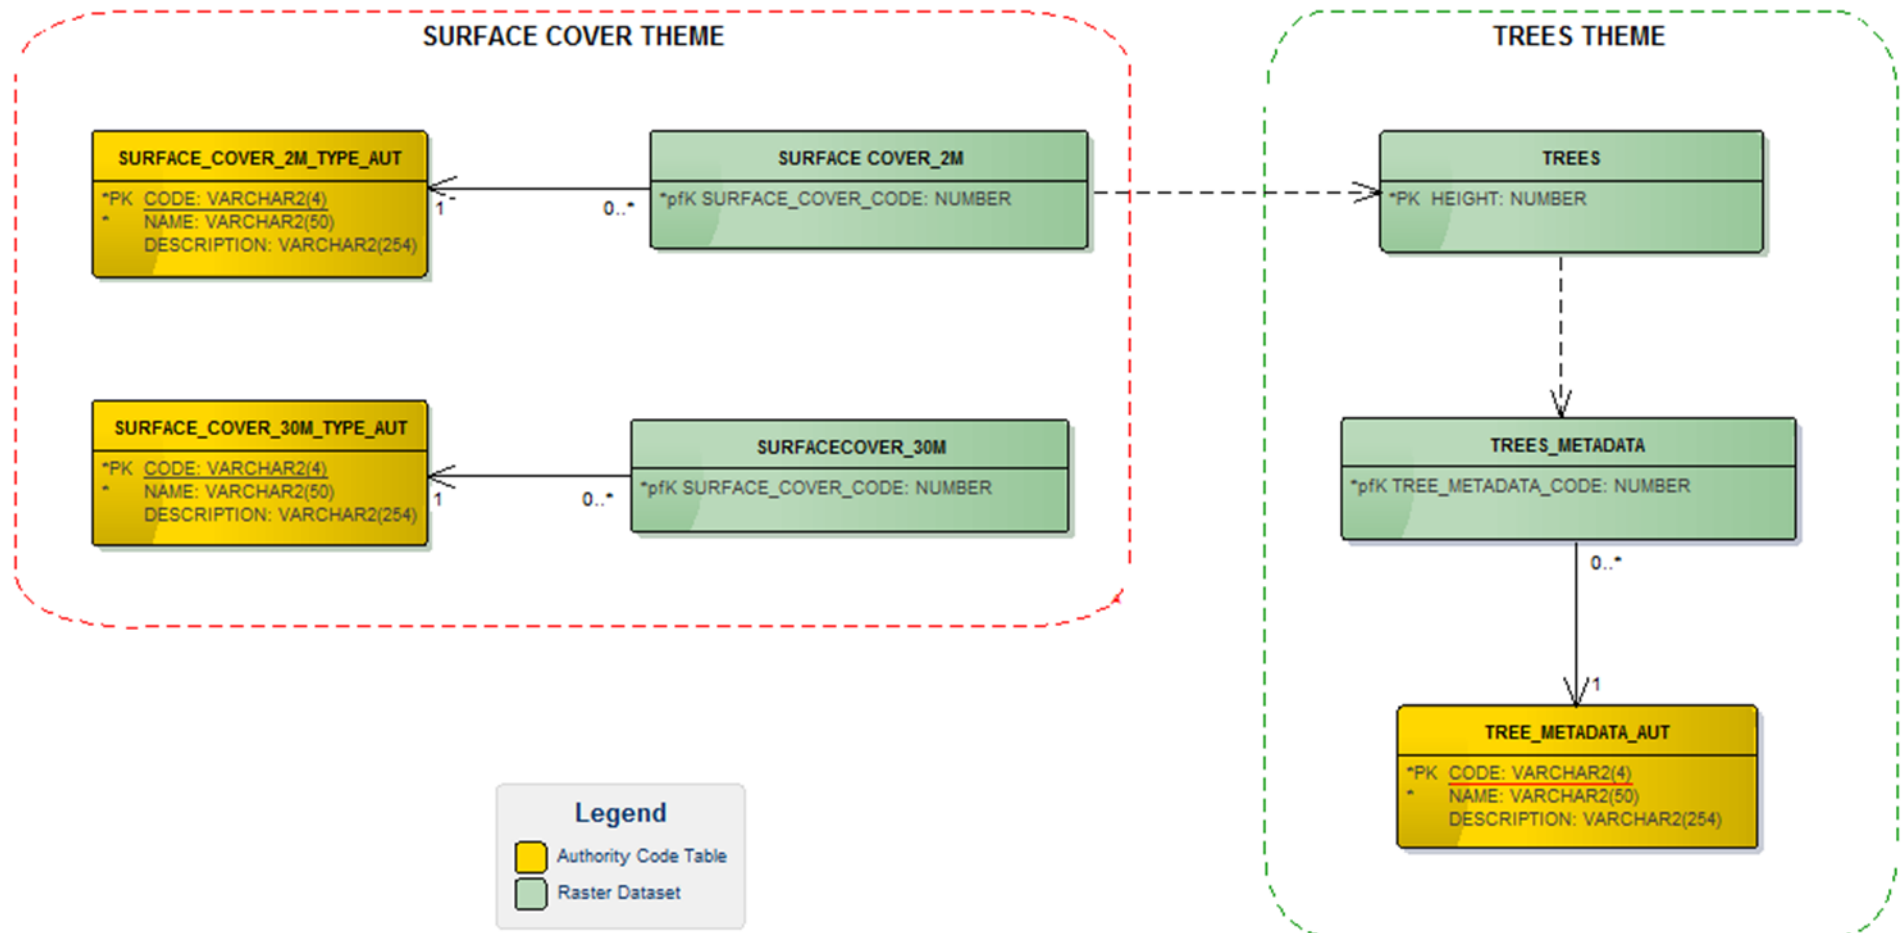 SURFACE COVER THEME
TREES THEME
SURFACE_COVER_2M_TYPE_AUT
*PK CODE: VARCHAR2(4)
* NAME: VARCHAR2(50)
DESCRIPTION: VARCHAR2(254)
1
0..*
SURFACE COVER_2M
*pfK SURFACE_COVER_CODE: NUMBER
TREES
*PK HEIGHT: NUMBER
SURFACE_COVER_30M_TYPE_AUT
*PK CODE: VARCHAR2(4)
* NAME: VARCHAR2(50)
DESCRIPTION: VARCHAR2(254)
1
0..*
SURFACECOVER_30M
*pfK SURFACE_COVER_CODE: NUMBER
TREES_METADATA
*pfK TREE_METADATA_CODE: NUMBER
0..*
1
TREE_METADATA_AUT
*PK CODE: VARCHAR2(4)
* NAME: VARCHAR2(50)
DESCRIPTION: VARCHAR2(254)
Legend
Authority Code Table
Raster Dataset